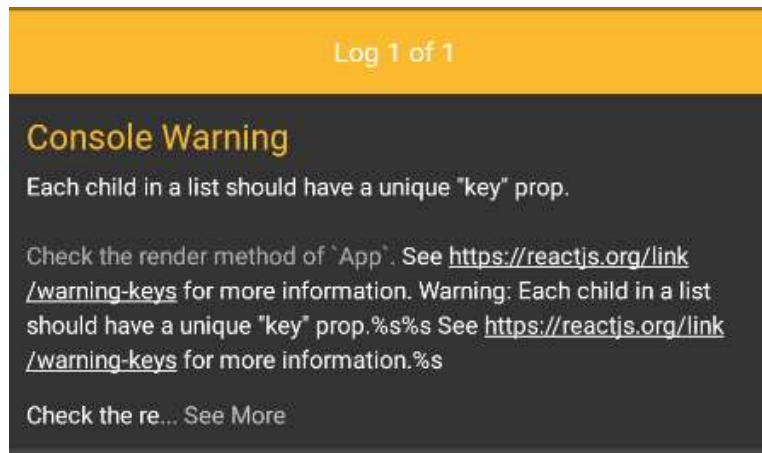 Log 1 of 1
Console Warning
Each child in a list should have a unique "key" prop.
Check the render method of `App`. See https://reactjs.org/link
/warning-keys for more information. Warning: Each child in a list
should have a unique "key" prop.%s%s See https://reactjs.org/link
/warning-keys for more information.%s
Check the re... See More